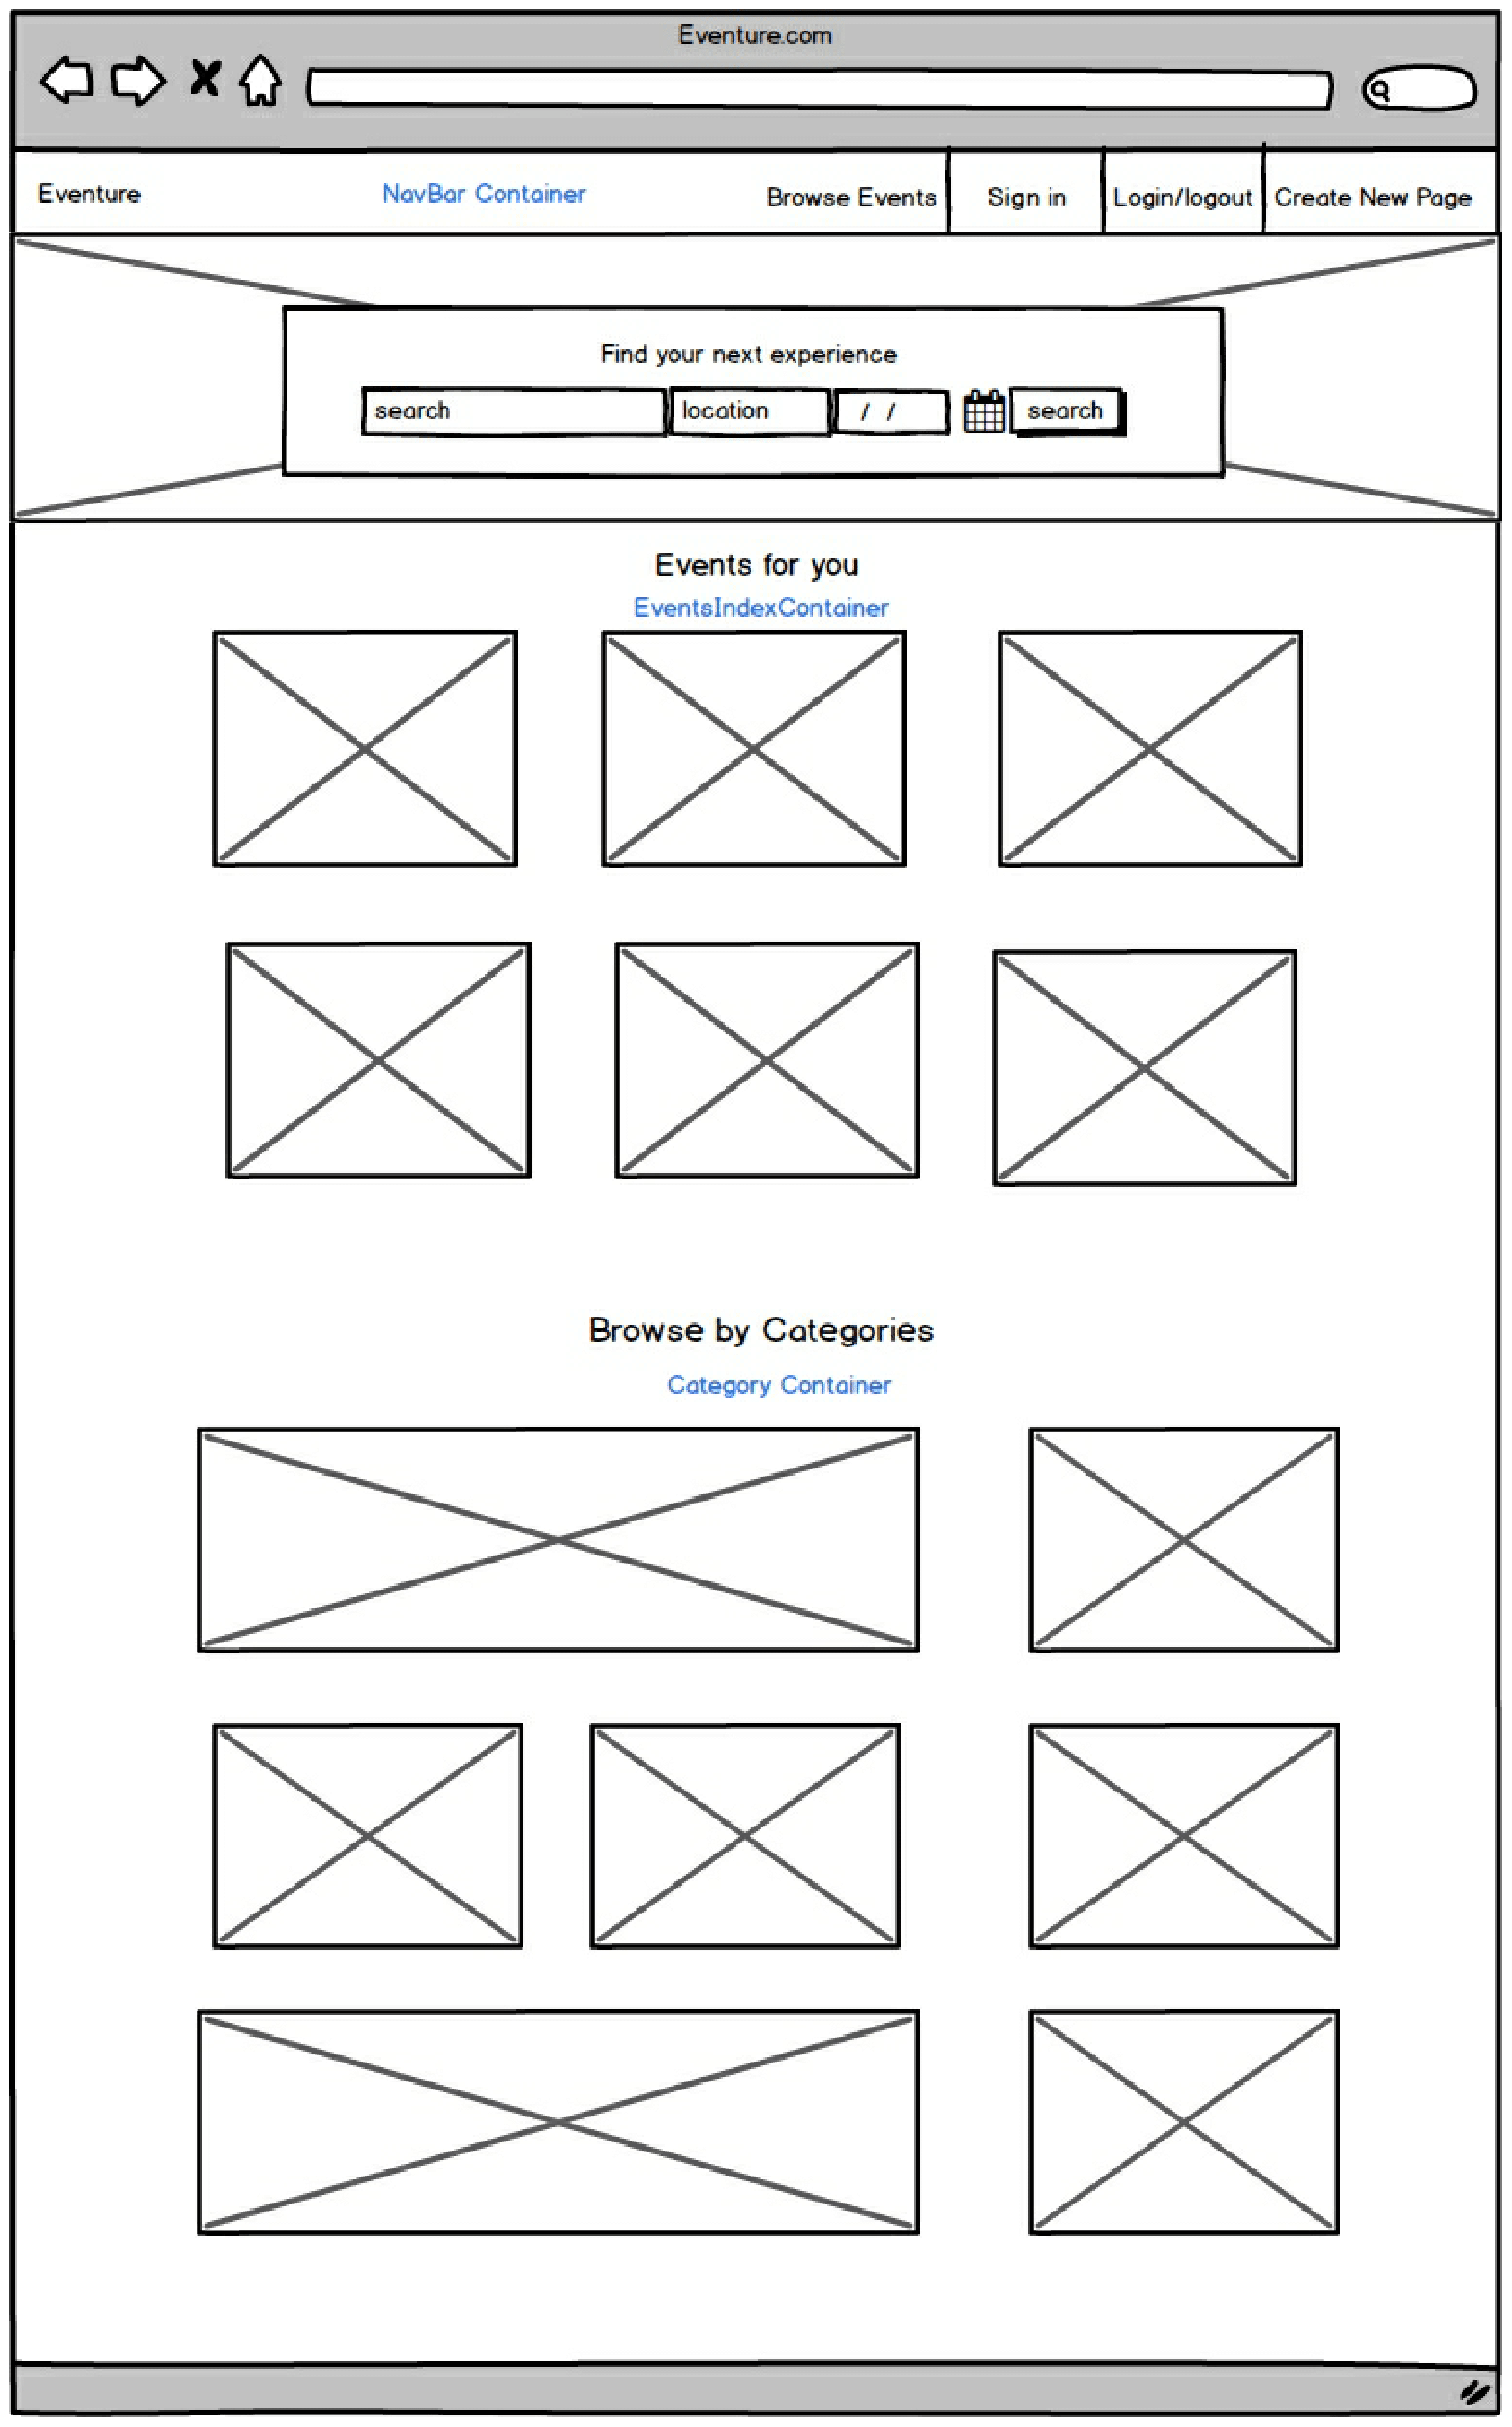 Eventure.com
Eventure NavBar Container Browse Events Sign in Login/logout Create New Page
Find your next experience
search location / / search
Events for you
EventsIndexContainer
Browse by Categories
Category Container